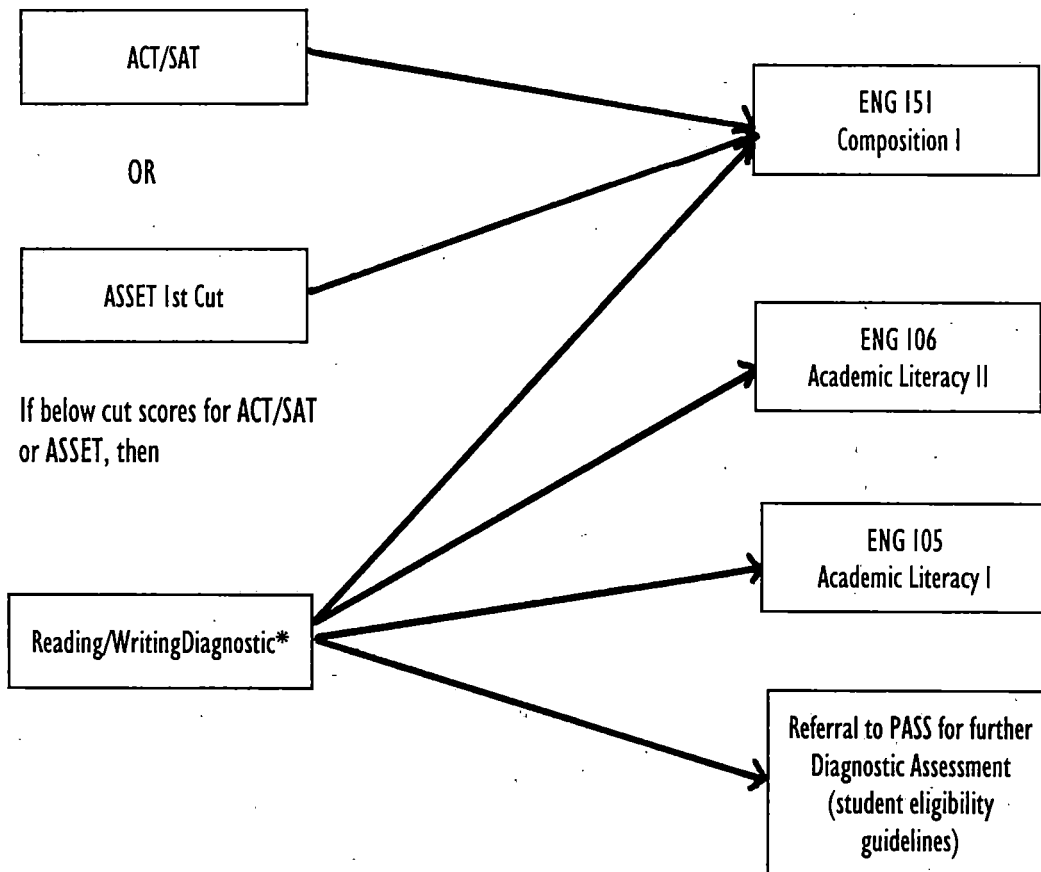 ACT/SAT
OR
ASSET 1st Cut
If below cut scores for ACT/SAT
or ASSET, then
Reading/WritingDiagnostic*
ENG 151
Composition I
ENG 106
Academic Literacy II
ENG 105
Academic Literacy I
Referral to PASS for further
Diagnostic Assessment
(student eligibility
guidelines)